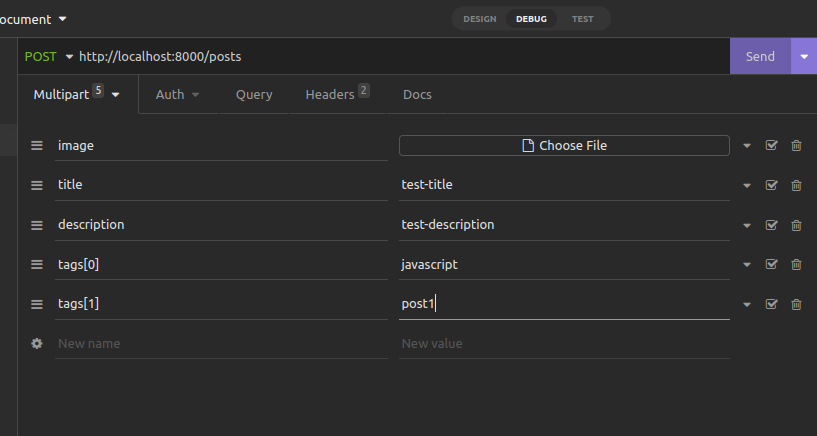 ocument
DESIGN DEBUG TEST
POST http://localhost:8000/posts Send
Multipart 5 Auth Query Headers 2 Docs
image Choose File
title test-title
description test-description
tags[0] javascript
tags[1] post1
New name New value